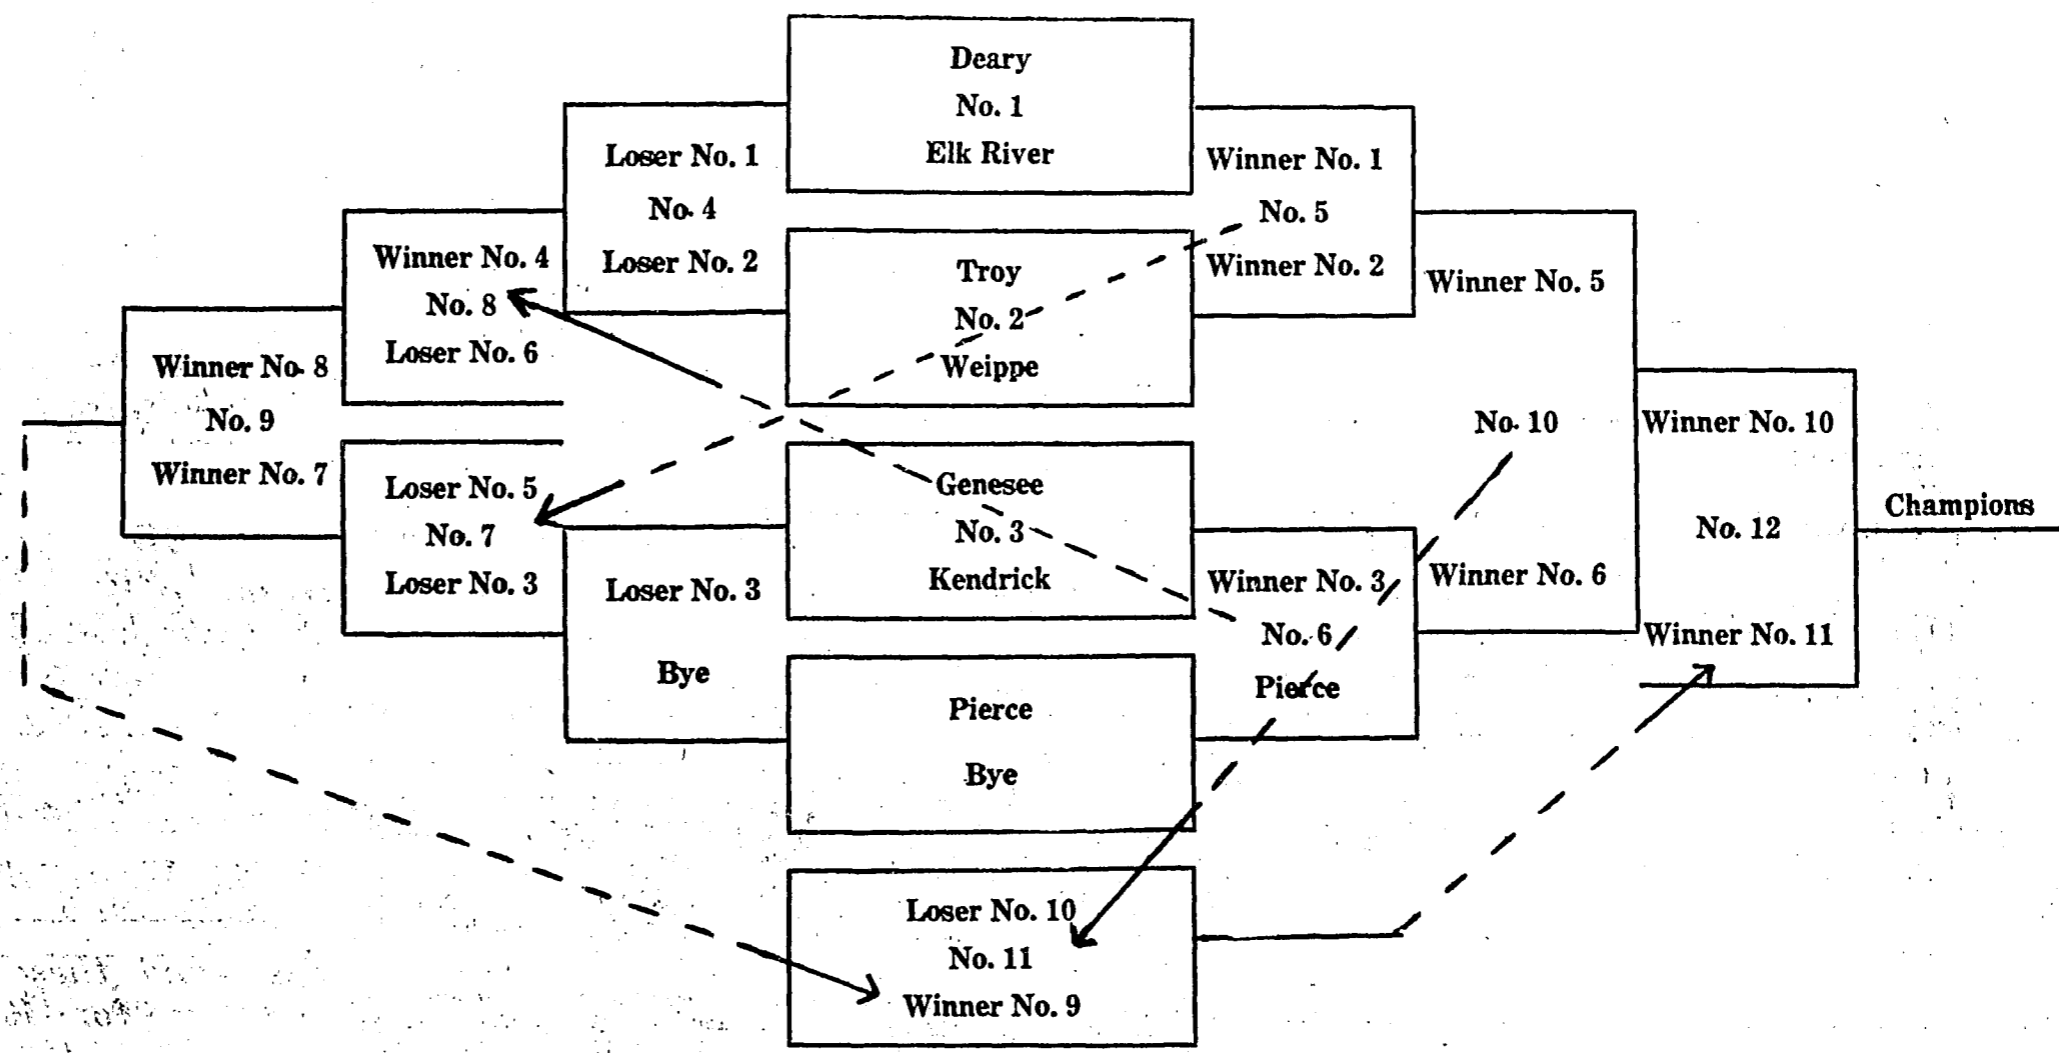 Deary
No. 1
Elk River
Loser No. 1
No. 4
Loser No. 2
Winner No. 1
No. 5
Winner No. 2
Winner No. 4
No. 8
Loser No. 6
Troy
No. 2
Weippe
Winner No. 5
No. 10
Winner No. 6
Winner No. 8
No. 9
Winner No. 7
Loser No. 5
No. 7
Loser No. 3
Loser No. 3
Bye
Genesee
No. 3
Kendrick
Winner No. 3
No. 6
Pierce
Winner No. 10
No. 12
Winner No. 11
Champions
Pierce
Bye
Loser No. 10
No. 11
Winner No. 9